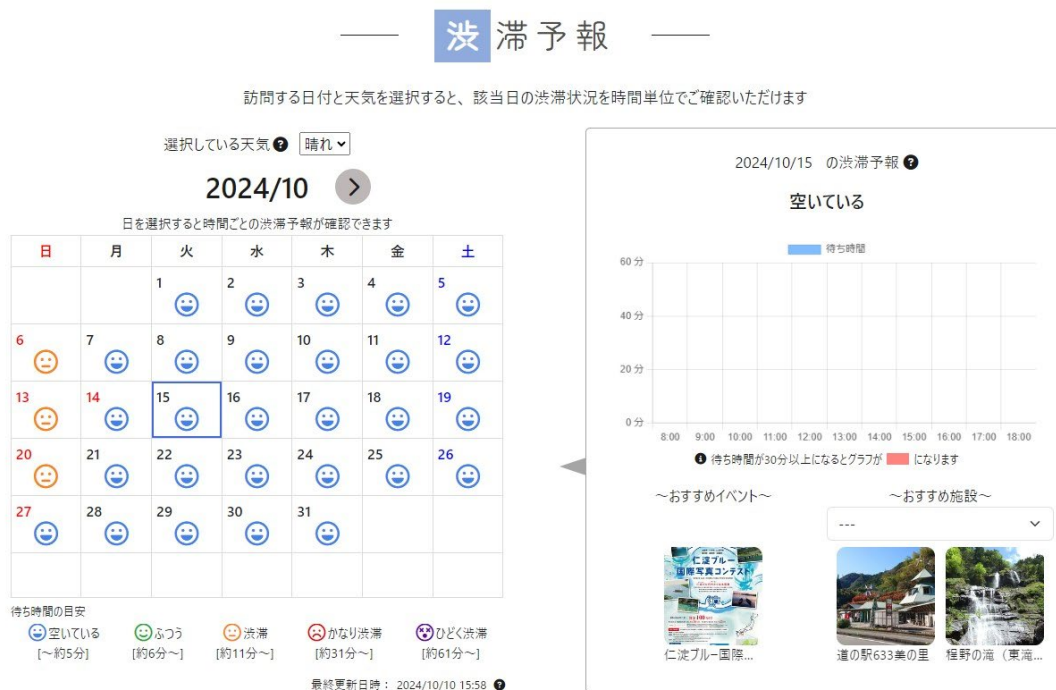 渋滞予報
訪問する日付と天気を選択すると、該当日の渋滞状況を時間単位でご確認いただけます
選択している天気 ? 晴れ
2024/10 >
日を選択すると時間ごとの渋滞予報が確認できます
日 月 火 水 木 金 土
1 2 3 4 5
6 7 8 9 10 11 12
13 14 15 16 17 18 19
20 21 22 23 24 25 26
27 28 29 30 31
待ち時間の目安
空いている ふつう 渋滞 かなり渋滞 ひどく渋滞
[～約5分] [約6分～] [約11分～] [約31分～] [約61分～]
最終更新日時： 2024/10/10 15:58 ?
2024/10/15 の渋滞予報 ?
空いている
待ち時間
60 分
40 分
20 分
0 分
8:00 9:00 10:00 11:00 12:00 13:00 14:00 15:00 16:00 17:00 18:00
待ち時間が30分以上になるとグラフが になります
～おすすめイベント～
仁淀ブルー
国際写真コンテスト
仁淀ブルー国際...
～おすすめ施設～
---
道の駅633美の里
程野の滝（東滝...